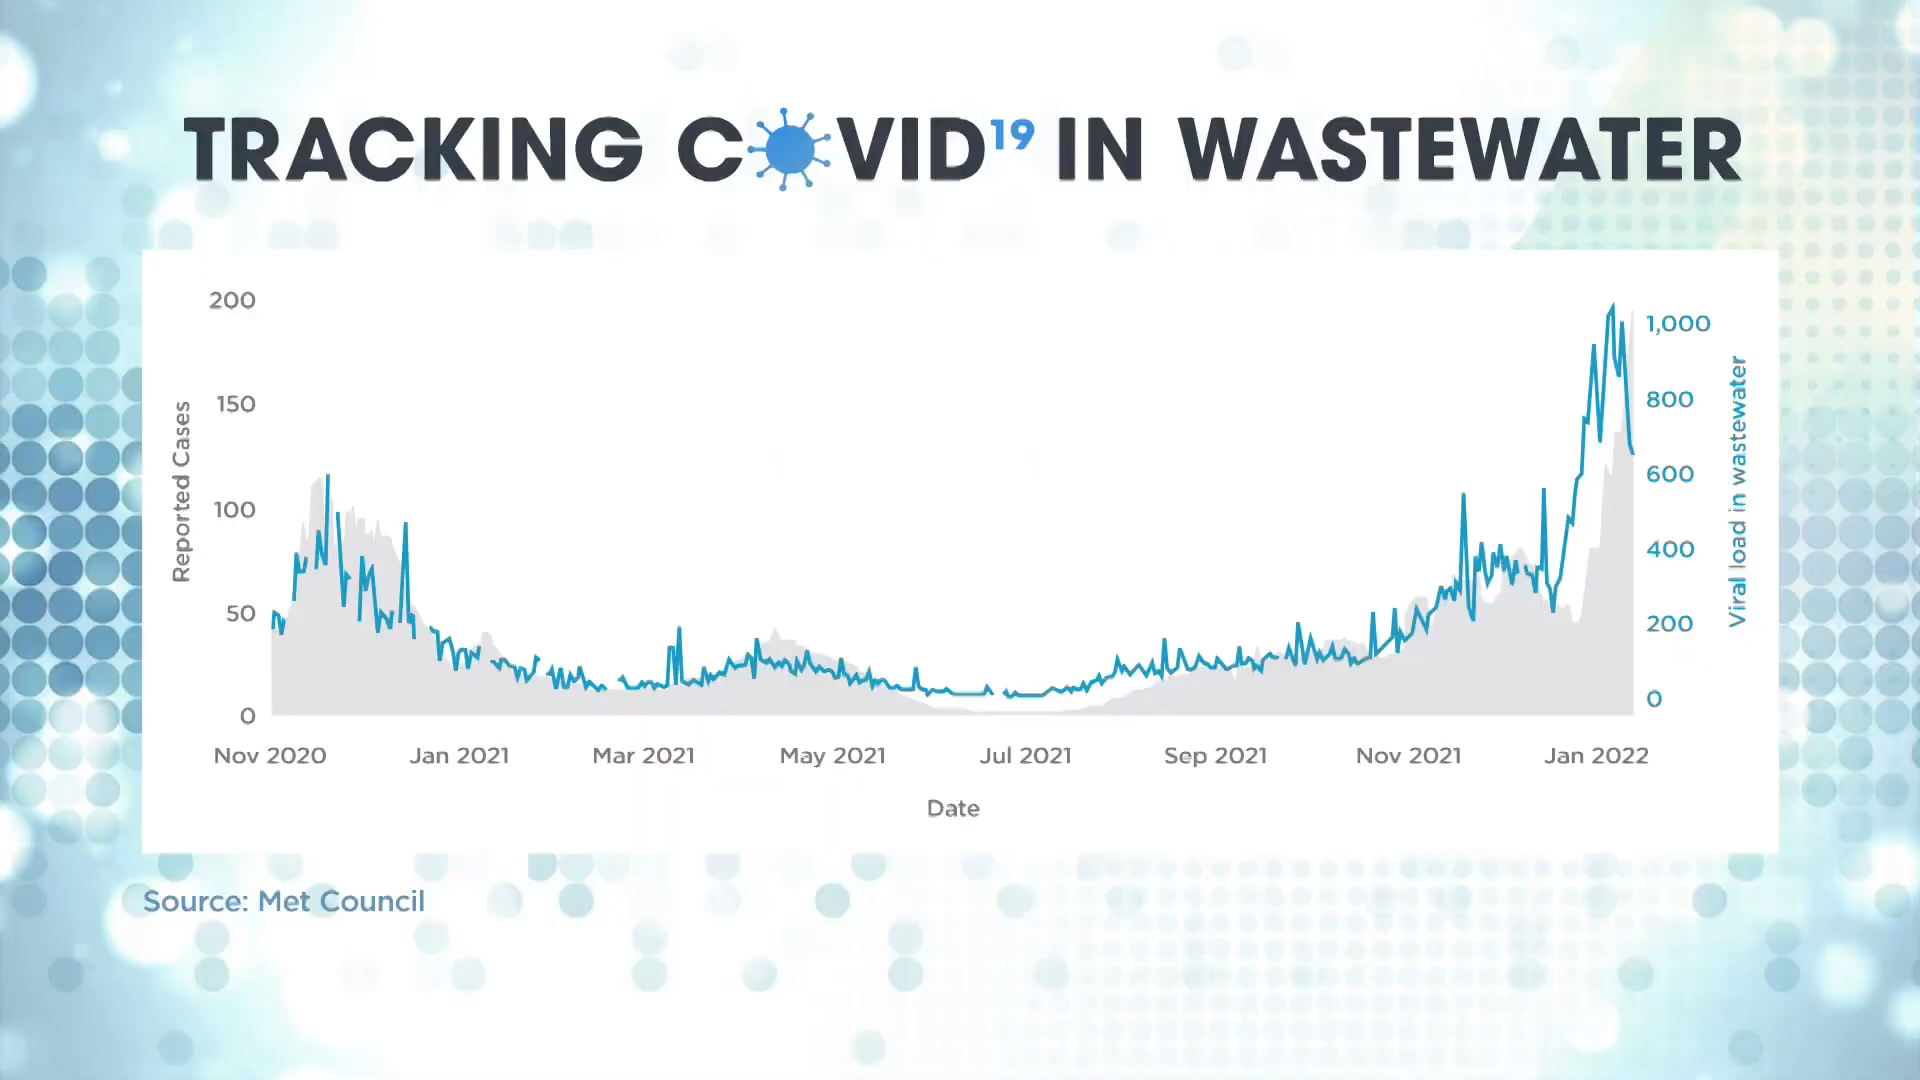 TRACKING COVID19 IN WASTEWATER
200
150
100
50
0
Reported Cases
1,000
800
600
400
200
0
Viral load in wastewater
Nov 2020 Jan 2021 Mar 2021 May 2021 Jul 2021 Sep 2021 Nov 2021 Jan 2022
Date
Source: Met Council